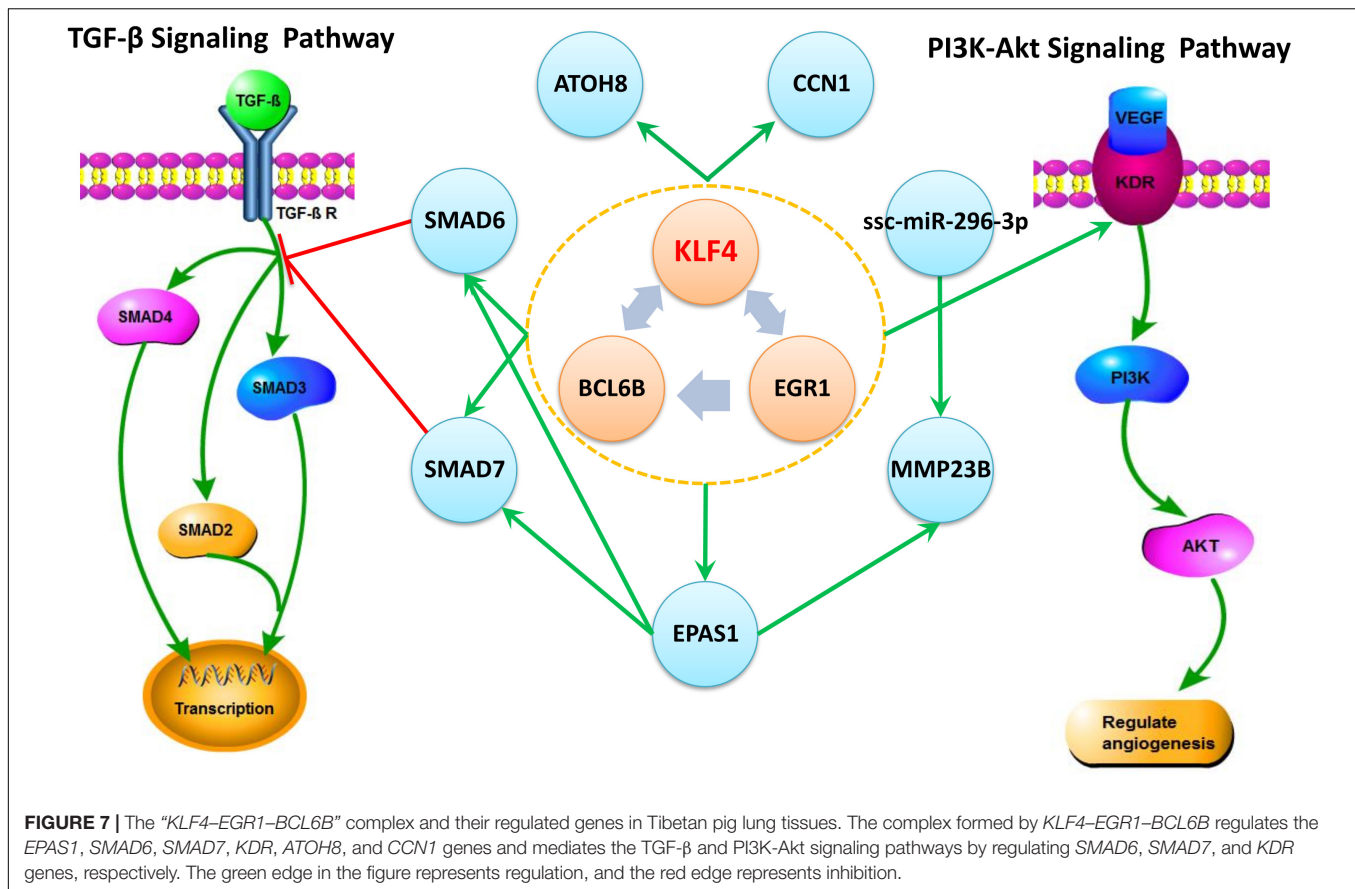 TGF-β Signaling Pathway
PI3K-Akt Signaling Pathway
ATOH8
CCN1
TGF-ß
VEGF
KDR
TGF-ß R
SMAD6
ssc-miR-296-3p
KLF4
SMAD4
SMAD3
BCL6B
EGR1
PI3K
SMAD7
MMP23B
SMAD2
AKT
EPAS1
Transcription
Regulate
angiogenesis
FIGURE 7 | The "KLF4–EGR1–BCL6B" complex and their regulated genes in Tibetan pig lung tissues. The complex formed by KLF4–EGR1–BCL6B regulates the
EPAS1, SMAD6, SMAD7, KDR, ATOH8, and CCN1 genes and mediates the TGF-β and PI3K-Akt signaling pathways by regulating SMAD6, SMAD7, and KDR
genes, respectively. The green edge in the figure represents regulation, and the red edge represents inhibition.